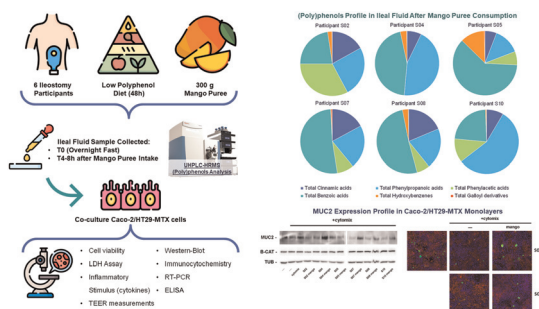 6 Ileostomy
Participants
Low Polyphenol
Diet (48h)
300 g
Mango Puree
Ileal Fluid Sample Collected:
• T0 (Overnight Fast)
• T4-8h after Mango Puree Intake
UHPLC-HRMS
(Poly)phenols Analysis
Co-culture Caco-2/HT29-MTX cells
• Cell viability
• LDH Assay
• Inflammatory
Stimulus (cytokines)
• TEER measurements
• Western-Blot
• Immunocytochemistry
• RT-PCR
• ELISA
(Poly)phenols Profile in Ileal Fluid After Mango Puree Consumption
Participant S02
Participant S04
Participant S05
Participant S07
Participant S08
Participant S10
Total Cinnamic acids
Total Phenylpropanoic acids
Total Phenylacetic acids
Total Benzoic acids
Total Hydroxybenzenes
Total Galloyl derivatives
MUC2 Expression Profile in Caco-2/HT29-MTX Monolayers
+cytomix
MUC2
B-CAT
TUB
+cytomix
mango